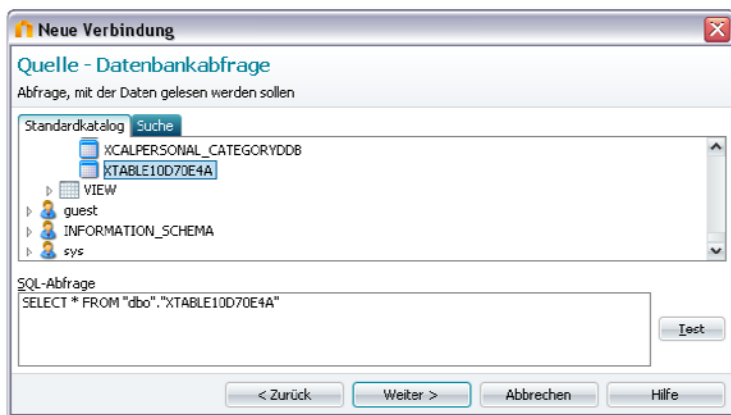 Neue Verbindung
Quelle - Datenbankabfrage
Abfrage, mit der Daten gelesen werden sollen
Standardkatalog Suche
XCALPERSONAL_CATEGORYDDB
XTABLE10D70E4A
VIEW
guest
INFORMATION_SCHEMA
sys
SQL-Abfrage
SELECT * FROM "dbo"."XTABLE10D70E4A"
Test
< Zurück Weiter > Abbrechen Hilfe